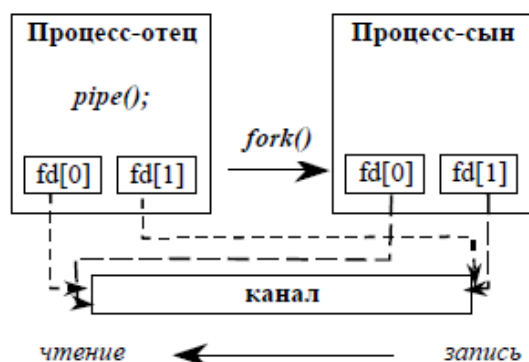 Процесс-отец
Процесс-сын
pipe();
fork()
fd[0] fd[1]
fd[0] fd[1]
канал
чтение
запись